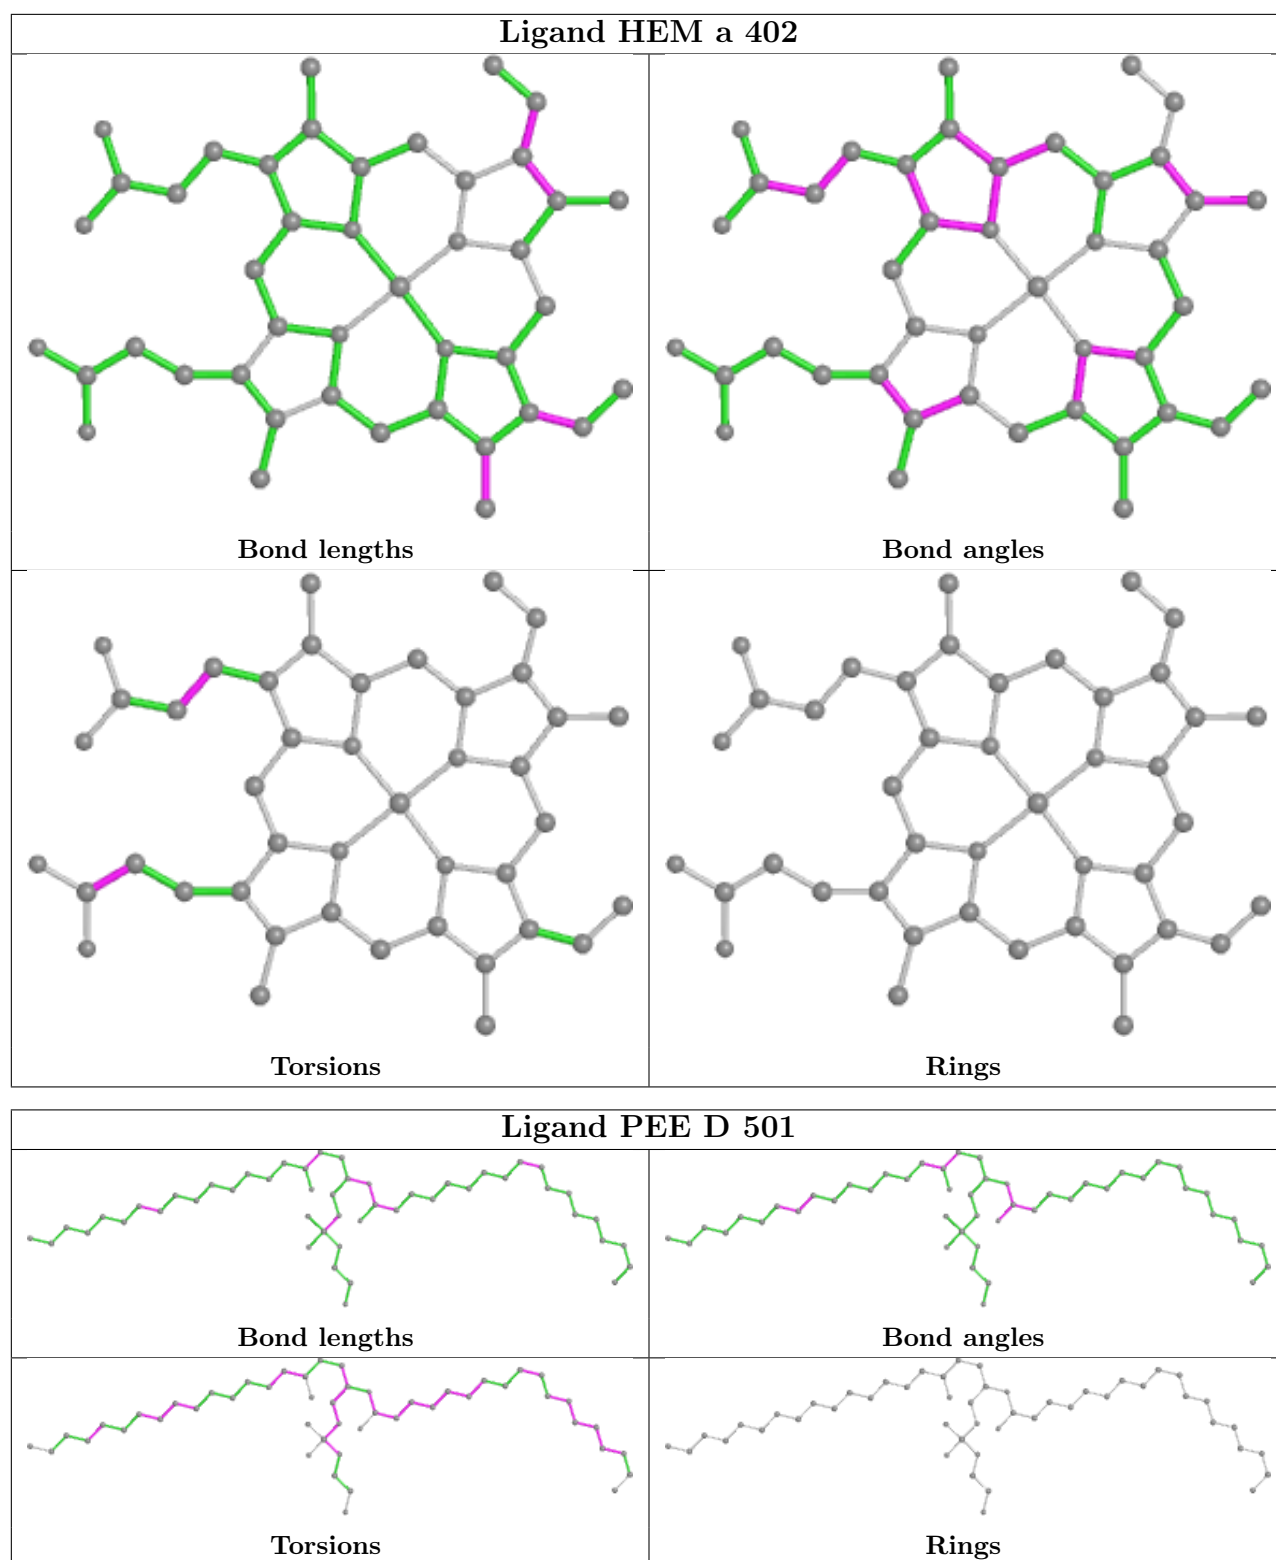 Ligand HEM a 402
Bond lengths
Bond angles
Torsions
Rings
Ligand PEE D 501
Bond lengths
Bond angles
Torsions
Rings